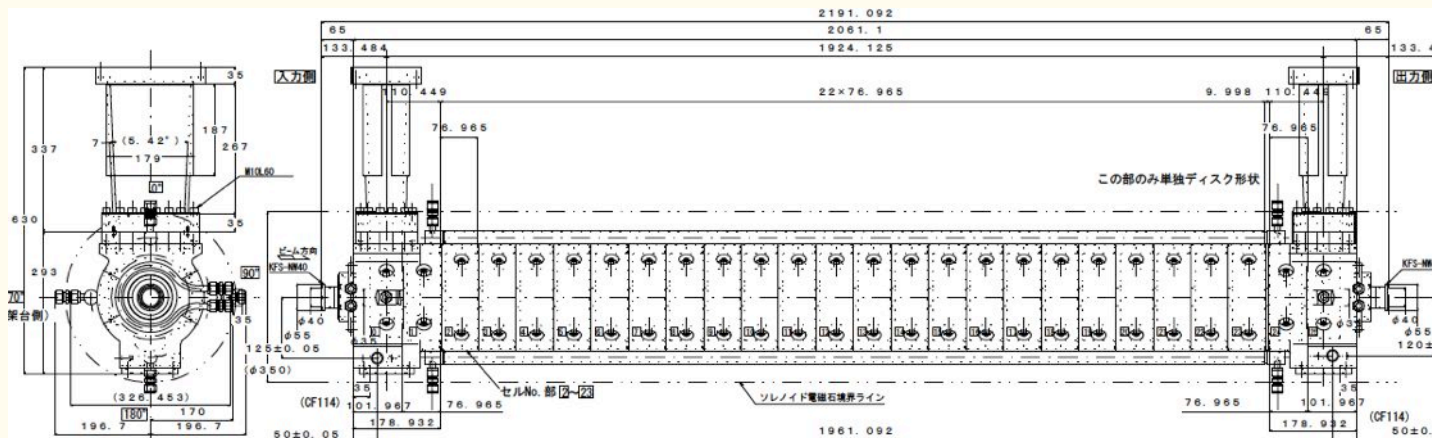 2191.092
65
2061.1
65
133.484
1924.125
133.4
35
入力側
出力側
110.449
22×76.965
9.998
110.449
76.965
76.965
187
267
7
(5.42°)
179
337
M10L60
0°
この部のみ単独ディスク形状
630
35
ビーム方向
KFS-NW40
KFS-NW
293
90°
70°
架台側)
35
φ40
φ55
635
φ40
φ55
125±0.05
120±
(φ350)
35
セルNo.部 2~23
ソレノイド電磁石境界ライン
35
(326.453)
(CF114)
(CF114)
180°
170
101.967
76.965
76.965
101.967
196.7
196.7
178.932
178.932
50±0.05
1961.092
50±0.